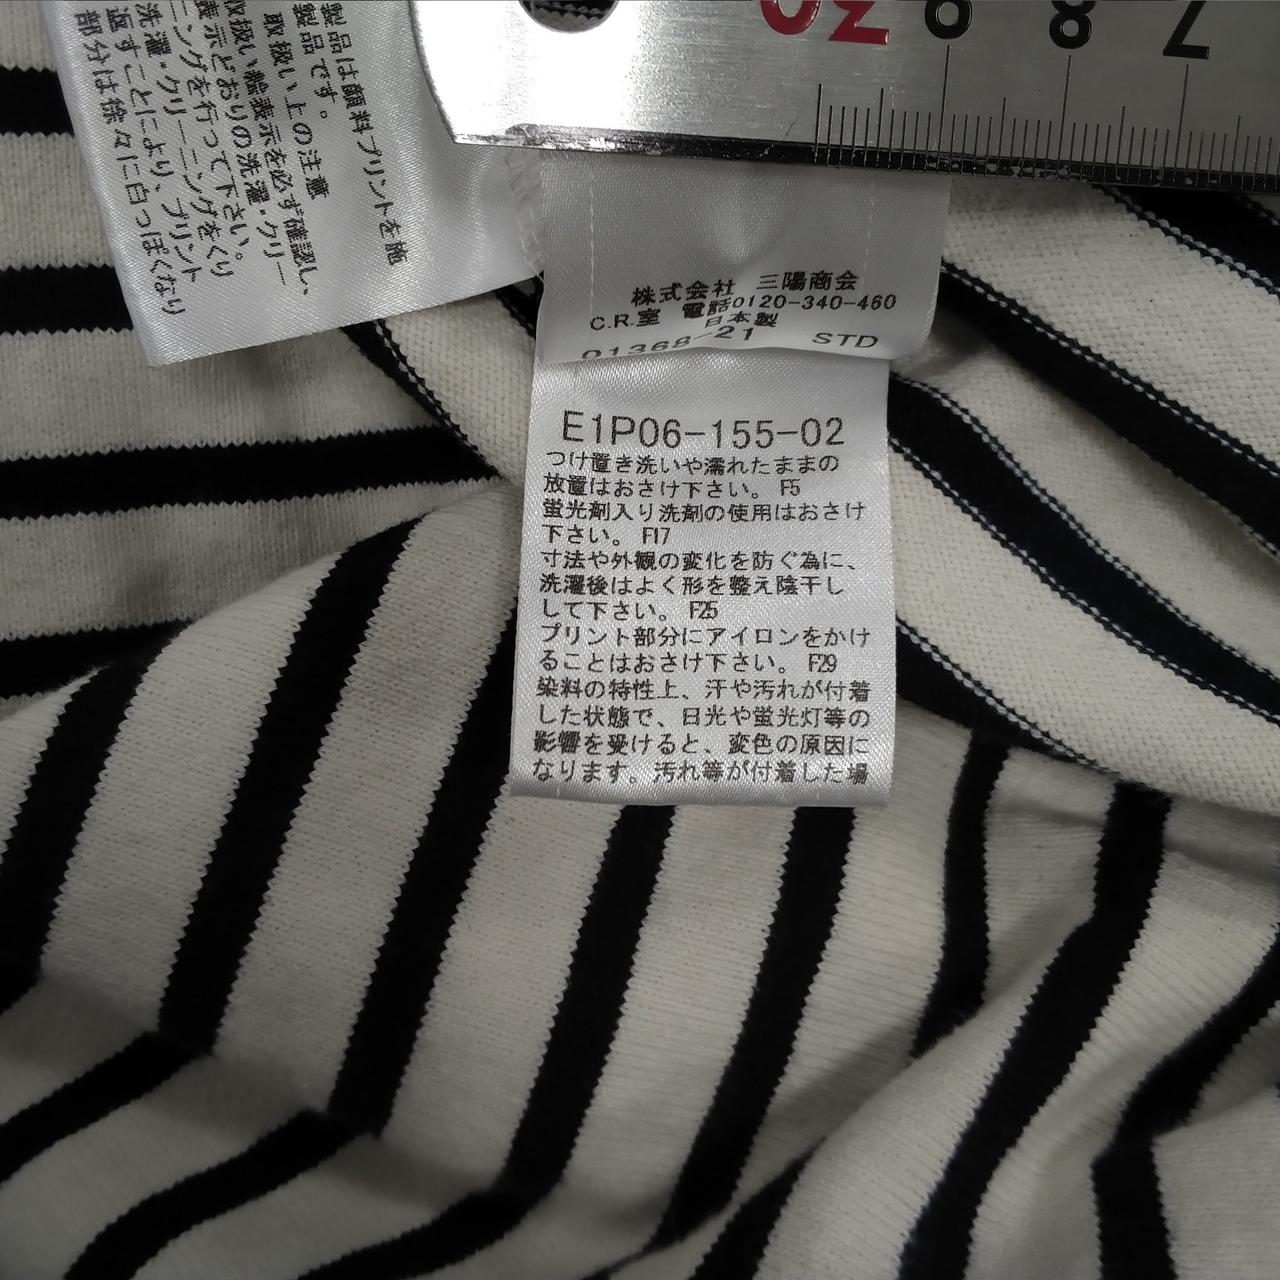 製品は顔料プリントを施
製品です。
取扱い上の注意
取扱い絵表示を必ず確認し、
表示どおりの洗濯・クリー
ニングを行って下さい。
洗濯・クリーニングをくり
返すことにより、プリント
部分は徐々に白っぽくなり
20 9 8 7
株式会社 三陽商会
C.R.室 電話0120-340-460
日本製
01368-21 STD
E1P06-155-02
つけ置き洗いや濡れたままの
放置はおさけ下さい。 F5
蛍光剤入り洗剤の使用はおさけ
下さい。 F17
寸法や外観の変化を防ぐ為に、
洗濯後はよく形を整え陰干し
して下さい。 F25
プリント部分にアイロンをかけ
ることはおさけ下さい。 F29
染料の特性上、汗や汚れが付着
した状態で、日光や蛍光灯等の
影響を受けると、変色の原因に
なります。汚れ等が付着した場